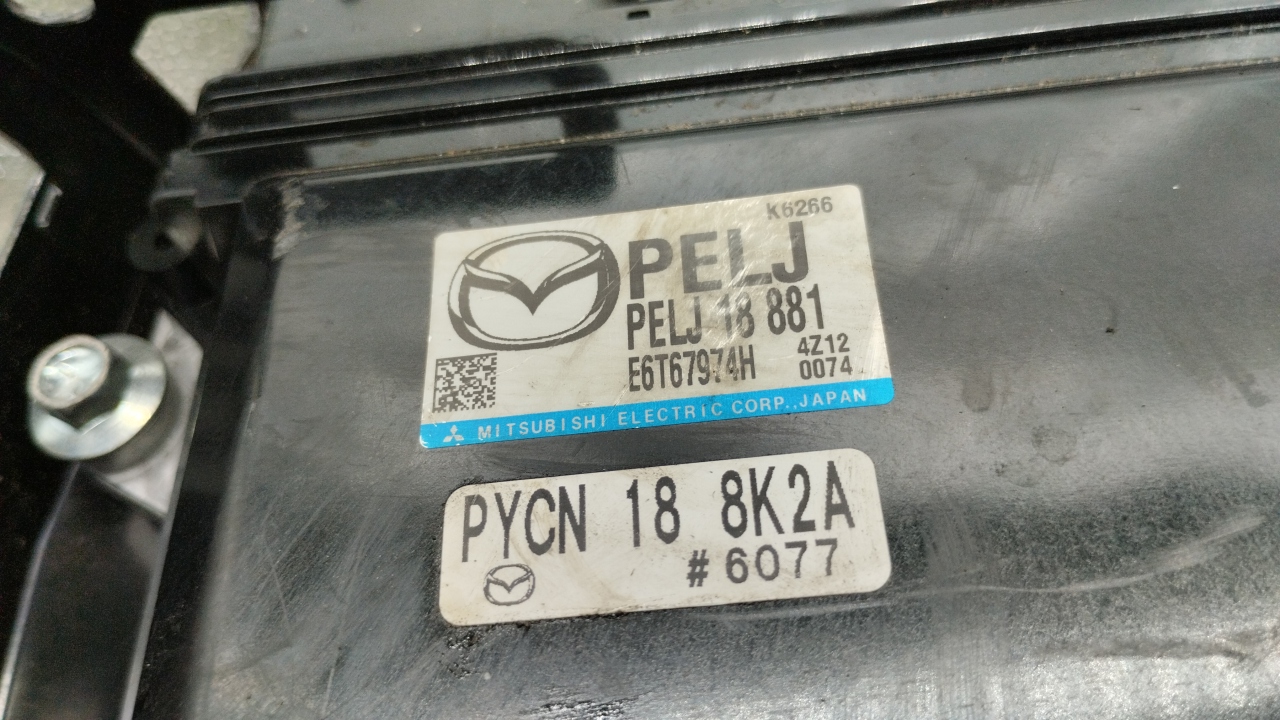 K6266
PELJ
PELJ 18 881
E6T67974H
4Z12
0074
MITSUBISHI ELECTRIC CORP., JAPAN
PYCN 18 8K2A
#6077